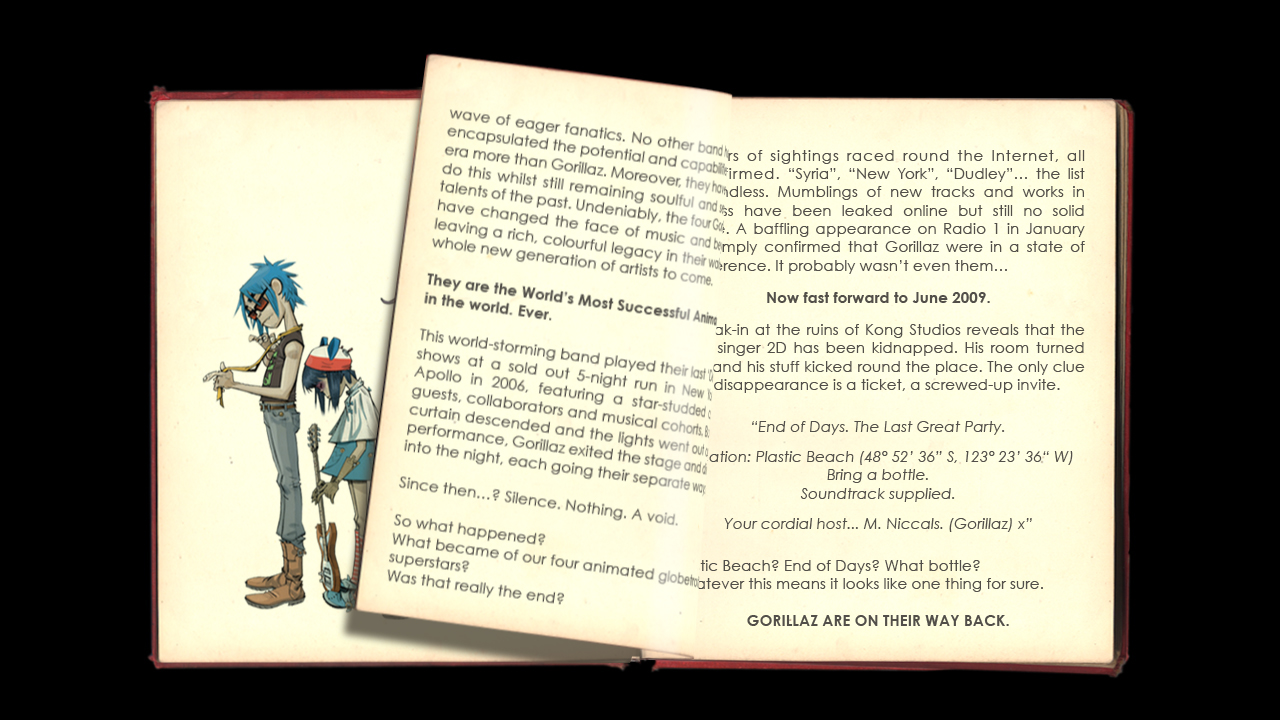 wave of eager fanatics. No other band
encapsulated the potential and
era more than Gorillaz. Moreover, they
do this whilst still remaining soulful and
talents of the past. Undeniably, the four
have changed the face of music and
leaving a rich, colourful legacy in their
whole new generation of artists to come.
They are the World's Most Successful
in the world. Ever.
This world-storming band played their last
shows at a sold out 5-night run in New
Apollo in 2006, featuring a star-studded
guests, collaborators and musical cohorts.
curtain descended and the lights went out
performance, Gorillaz exited the stage and
into the night, each going their separate
Since then...? Silence. Nothing. A void.
So what happened?
What became of our four animated
superstars?
Was that really the end?
of sightings raced round the Internet, all
“Syria”, “New York”, “Dudley”... the list
Mumblings of new tracks and works in
have been leaked online but still no solid
A baffling appearance on Radio 1 in January
confirmed that Gorillaz were in a state of
It probably wasn't even them...
Now fast forward to June 2009.
at the ruins of Kong Studios reveals that the
singer 2D has been kidnapped. His room turned
and his stuff kicked round the place. The only clue
disappearance is a ticket, a screwed-up invite.
“End of Days. The Last Great Party.
Plastic Beach (48º 52' 36” S, 123º 23' 36“ W)
Bring a bottle.
Soundtrack supplied.
Your cordial host... M. Niccals. (Gorillaz) x”
Beach? End of Days? What bottle?
this means it looks like one thing for sure.
GORILLAZ ARE ON THEIR WAY BACK.